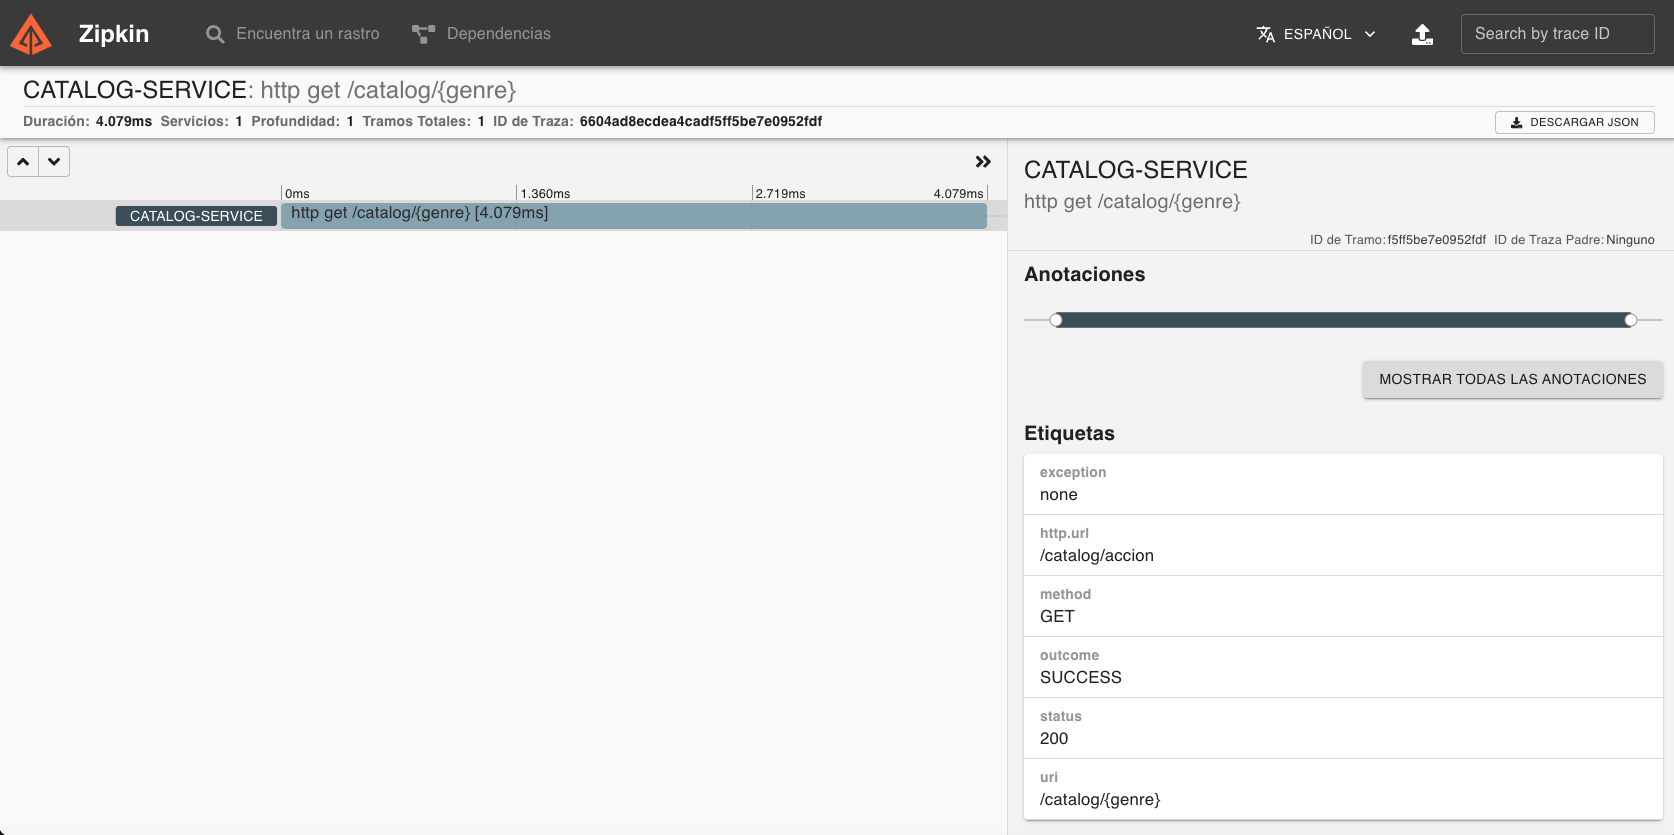 Zipkin
Encuentra un rastro
Dependencias
ESPAÑOL
Search by trace ID
CATALOG-SERVICE: http get /catalog/{genre}
Duración: 4.079ms Servicios: 1 Profundidad: 1 Tramos Totales: 1 ID de Traza: 6604ad8ecdea4cadf5ff5be7e0952fdf
DESCARGAR JSON
0ms 1.360ms 2.719ms 4.079ms
CATALOG-SERVICE http get /catalog/{genre} [4.079ms]
CATALOG-SERVICE
http get /catalog/{genre}
ID de Tramo: f5ff5be7e0952fdf ID de Traza Padre: Ninguno
Anotaciones
MOSTRAR TODAS LAS ANOTACIONES
Etiquetas
exception
none
http.url
/catalog/accion
method
GET
outcome
SUCCESS
status
200
uri
/catalog/{genre}